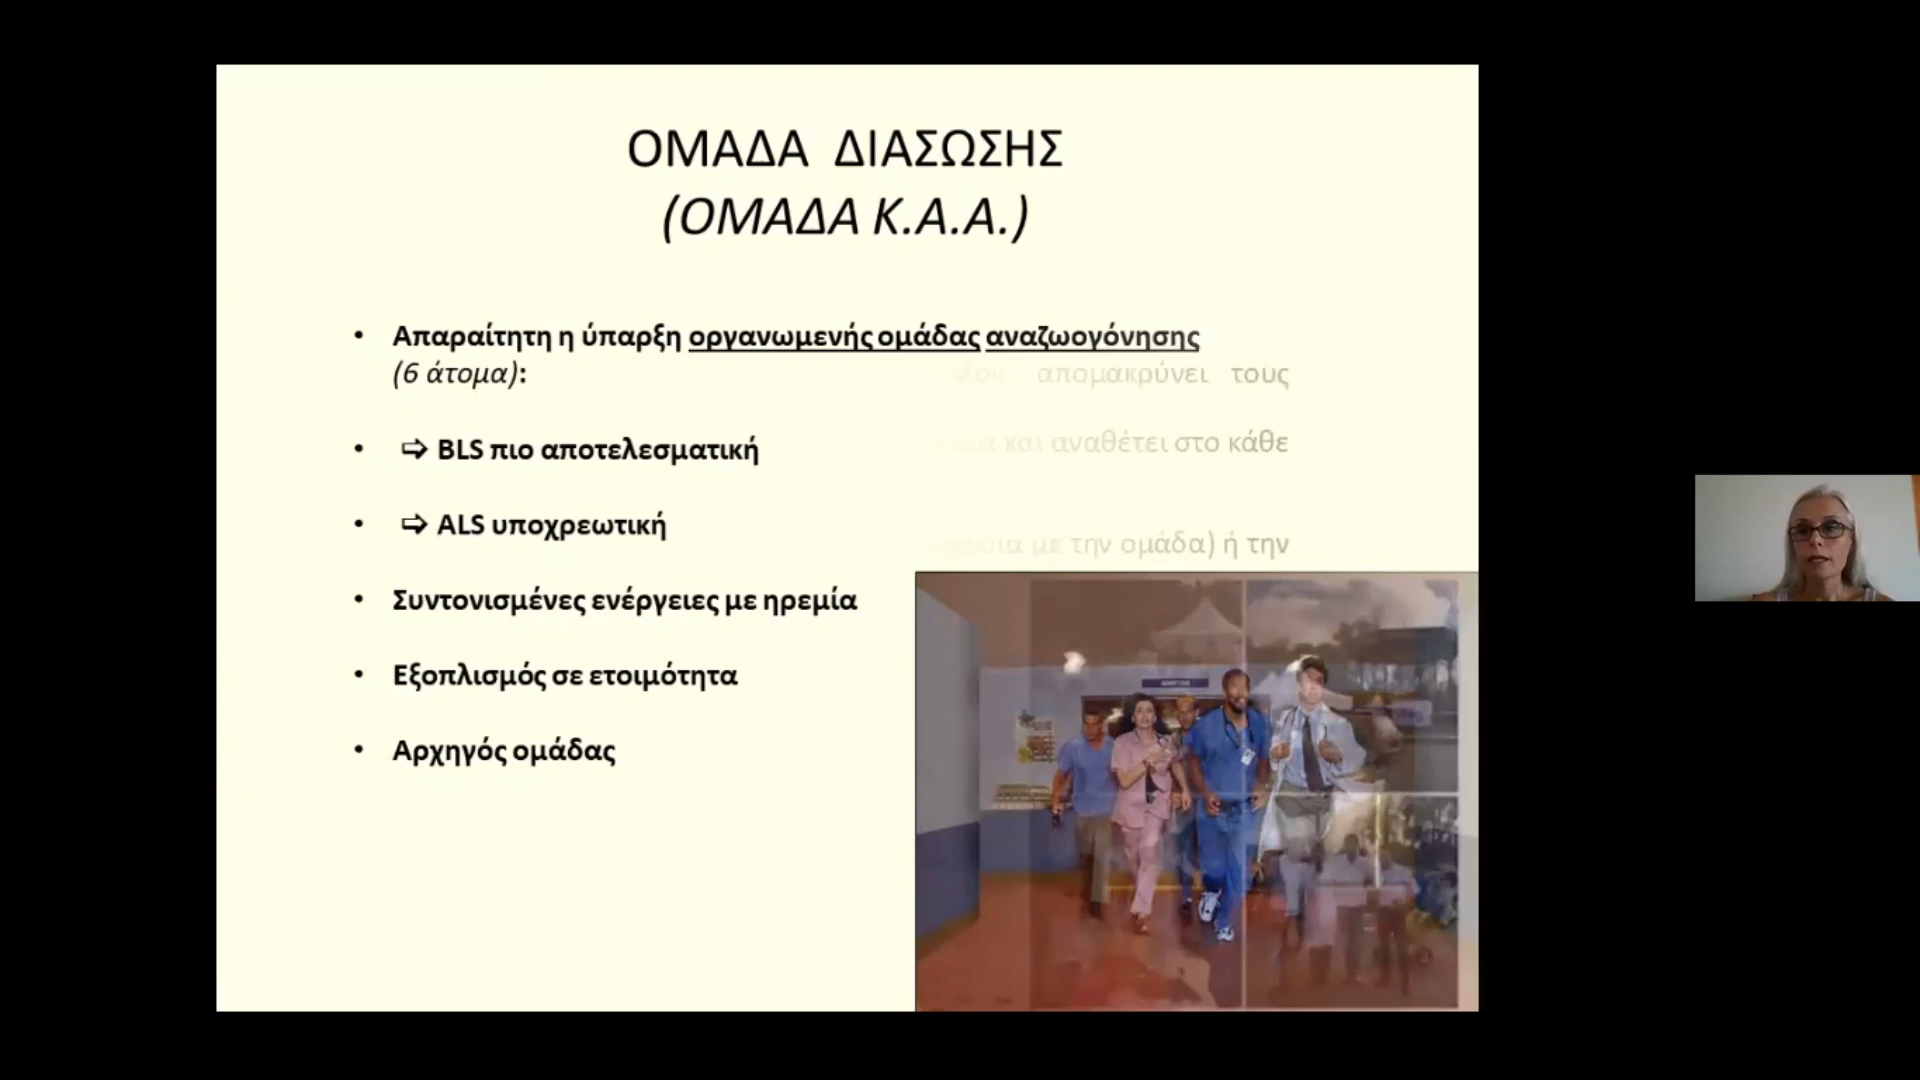 ΟΜΑΔΑ ΔΙΑΣΩΣΗΣ
(ΟΜΑΔΑ Κ.Α.Α.)
• Απαραίτητη η ύπαρξη οργανωμενής ομάδας αναζωογόνησης
(6 άτομα):
απομακρύνει τους
• ⇨ BLS πιο αποτελεσματική
και αναθέτει στο κάθε
• ⇨ ALS υποχρεωτική
με την ομάδα) ή την
• Συντονισμένες ενέργειες με ηρεμία
• Εξοπλισμός σε ετοιμότητα
• Αρχηγός ομάδας